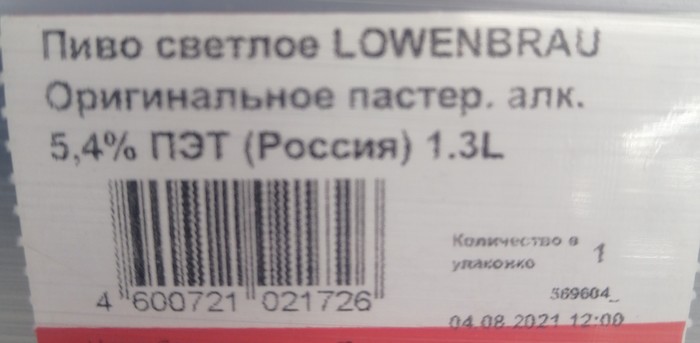 Пиво светлое LOWENBRAU
Оригинальное пастер. алк.
5,4% ПЭТ (Россия) 1.3L
4 600721 021726
Количество в
упаковке
1
569604_
04.08.2021 12:00